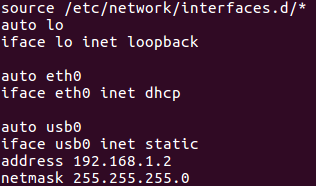 source /etc/network/interfaces.d/*
auto lo
iface lo inet loopback

auto eth0
iface eth0 inet dhcp

auto usb0
iface usb0 inet static
address 192.168.1.2
netmask 255.255.255.0